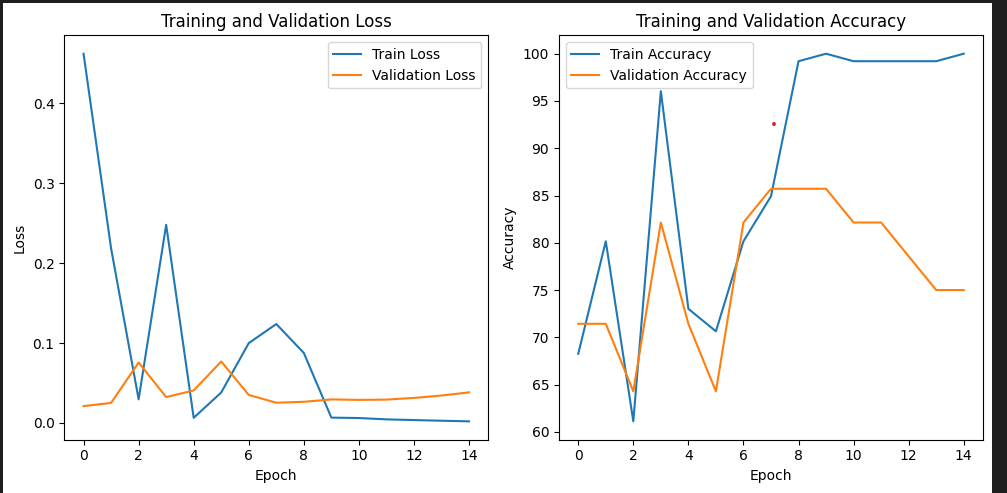 Training and Validation Loss
Train Loss
Validation Loss
0.4
0.3
0.2
0.1
0.0
Loss
0 2 4 6 8 10 12 14
Epoch
Training and Validation Accuracy
Train Accuracy
Validation Accuracy
100
95
90
85
80
75
70
65
60
Accuracy
0 2 4 6 8 10 12 14
Epoch